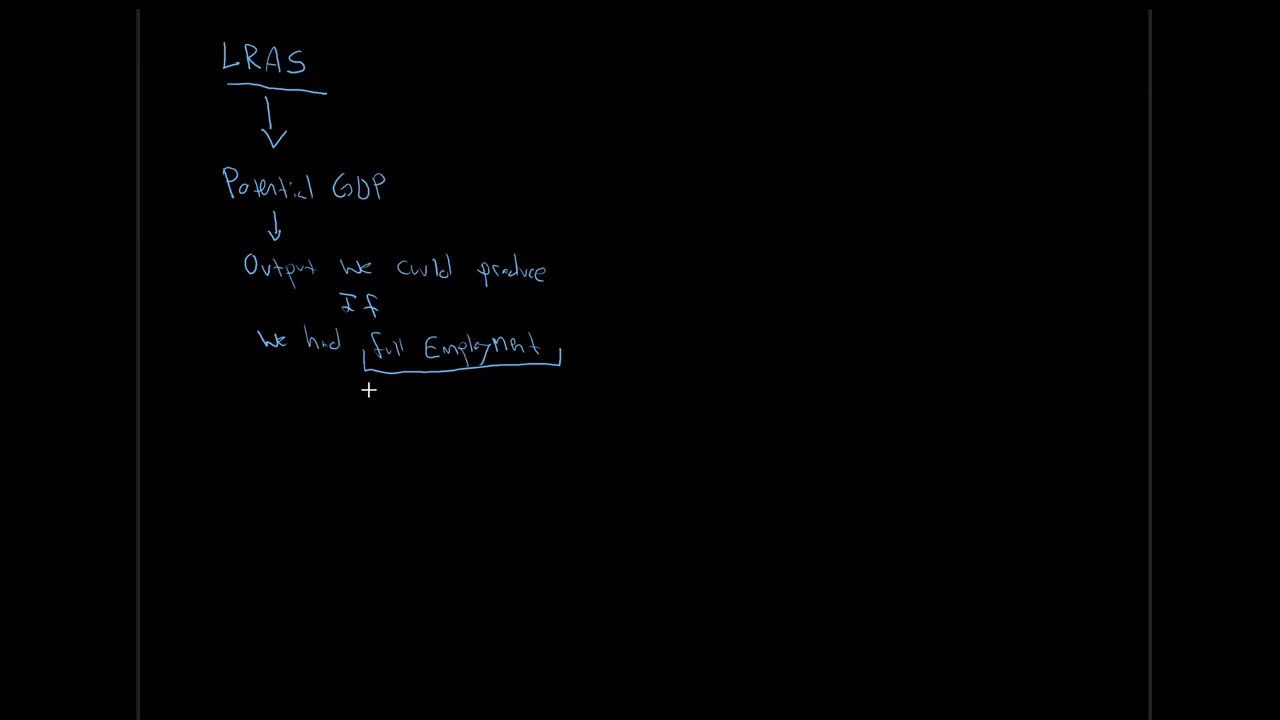 LRAS
Potential GDP
Output we could produce
If
we had full Employment